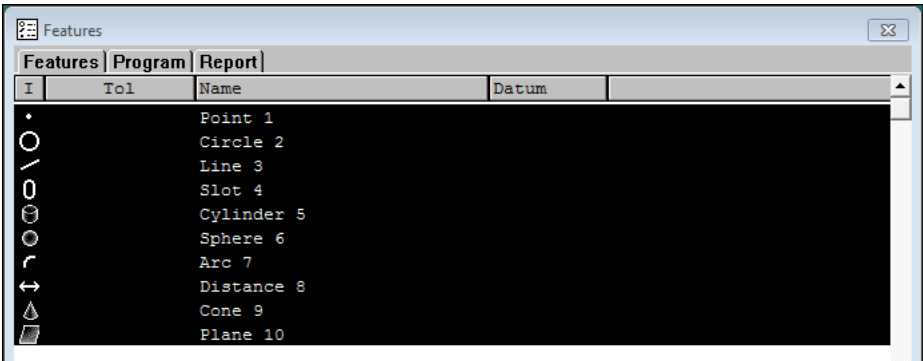 Features
Features Program Report
I Tol Name Datum
Point 1
Circle 2
Line 3
Slot 4
Cylinder 5
Sphere 6
Arc 7
Distance 8
Cone 9
Plane 10